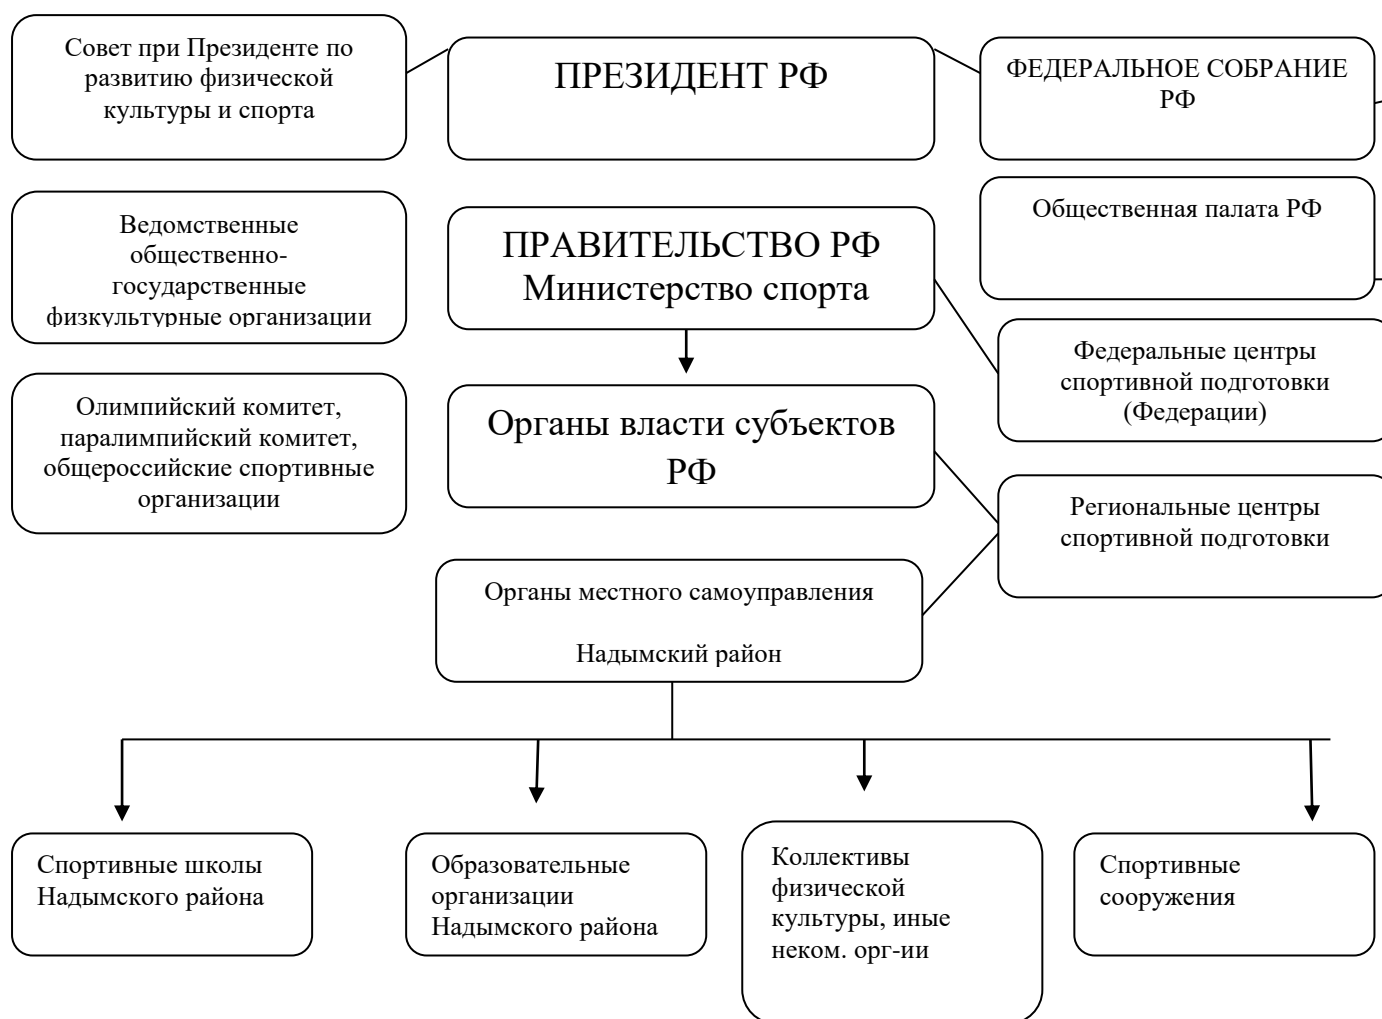 Совет при Президенте по
развитию физической
культуры и спорта
ПРЕЗИДЕНТ РФ
ФЕДЕРАЛЬНОЕ СОБРАНИЕ
РФ
Ведомственные
общественно-
государственные
физкультурные организации
ПРАВИТЕЛЬСТВО РФ
Министерство спорта
Общественная палата РФ
Федеральные центры
спортивной подготовки
(Федерации)
Олимпийский комитет,
паралимпийский комитет,
общероссийские спортивные
организации
Органы власти субъектов
РФ
Региональные центры
спортивной подготовки
Органы местного самоуправления
Надымский район
Спортивные школы
Надымского района
Образовательные
организации
Надымского района
Коллективы
физической
культуры, иные
неком. орг-ии
Спортивные
сооружения